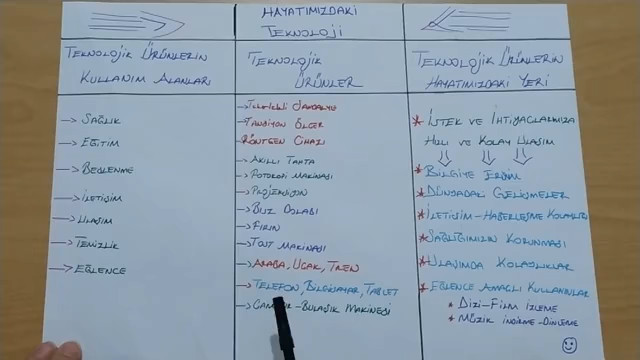 HAYATIMIZDAKİ
TEKNOLOJİ
TEKNOLOJİK ÜRÜNLERİN
KULLANIM ALANLARI
→ SAĞLIK
→ EĞİTİM
→ BESLENME
→ İLETİŞİM
→ ULAŞIM
→ TEMİZLİK
→ EĞLENCE
TEKNOLOJİK
ÜRÜNLER
→ TEKERLEKLİ SANDALYE
→ TANSİYON ÖLÇER
→ RÖNTGEN CİHAZI
→ AKILLI TAHTA
→ FOTOKOPİ MAKİNASI
→ PROJEKSİYON
→ BUZ DOLABI
→ FIRIN
→ TOST MAKİNASI
→ ARABA, UÇAK, TREN
→ TELEFON, BİLGİSAYAR, TABLET
→ BULAŞIK MAKİNESİ
TEKNOLOJİK ÜRÜNLERİN
HAYATIMIZDAKİ YERİ
* İSTEK VE İHTİYAÇLARIMIZA
HIZLI VE KOLAY ULAŞIM
* BİLGİYE ERİŞİM
* DÜNYADAKİ GELİŞMELER
* İLETİŞİM-HABERLEŞME KOLAYLIĞI
* SAĞLIĞIMIZIN KORUNMASI
* ULAŞIMDA KOLAYLIKLAR
* EĞLENCE AMAÇLI KULLANIMLAR
* DİZİ-FİLM İZLEME
* MÜZİK İNDİRME-DİNLEME